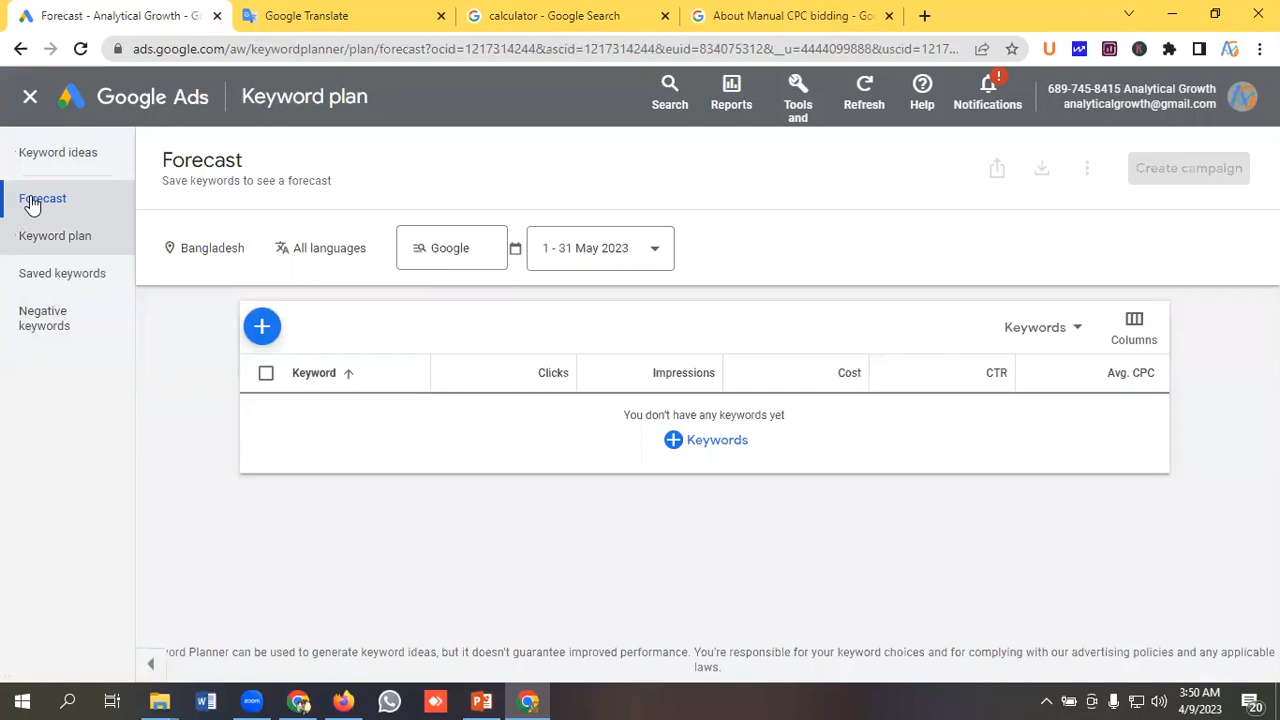 Forecast - Analytical Growth - G
Google Translate
calculator - Google Search
About Manual CPC bidding - Goo
ads.google.com/aw/keywordplanner/plan/forecast?ocid=1217314244&ascid=1217314244&euid=834075312&__u=4444099888&uscid=1217...
Google Ads
Keyword plan
Search
Reports
Tools and
Refresh
Help
Notifications
689-745-8415 Analytical Growth
analyticalgrowth@gmail.com
Keyword ideas
Forecast
Keyword plan
Saved keywords
Negative
keywords
Forecast
Save keywords to see a forecast
Create campaign
Bangladesh
All languages
Google
1 - 31 May 2023
Keywords
Columns
Keyword
Clicks
Impressions
Cost
CTR
Avg. CPC
You don't have any keywords yet
Keywords
word Planner can be used to generate keyword ideas, but it doesn't guarantee improved performance. You're responsible for your keyword choices and for complying with our advertising policies and any applicable
laws.
3:50 AM
4/9/2023
20